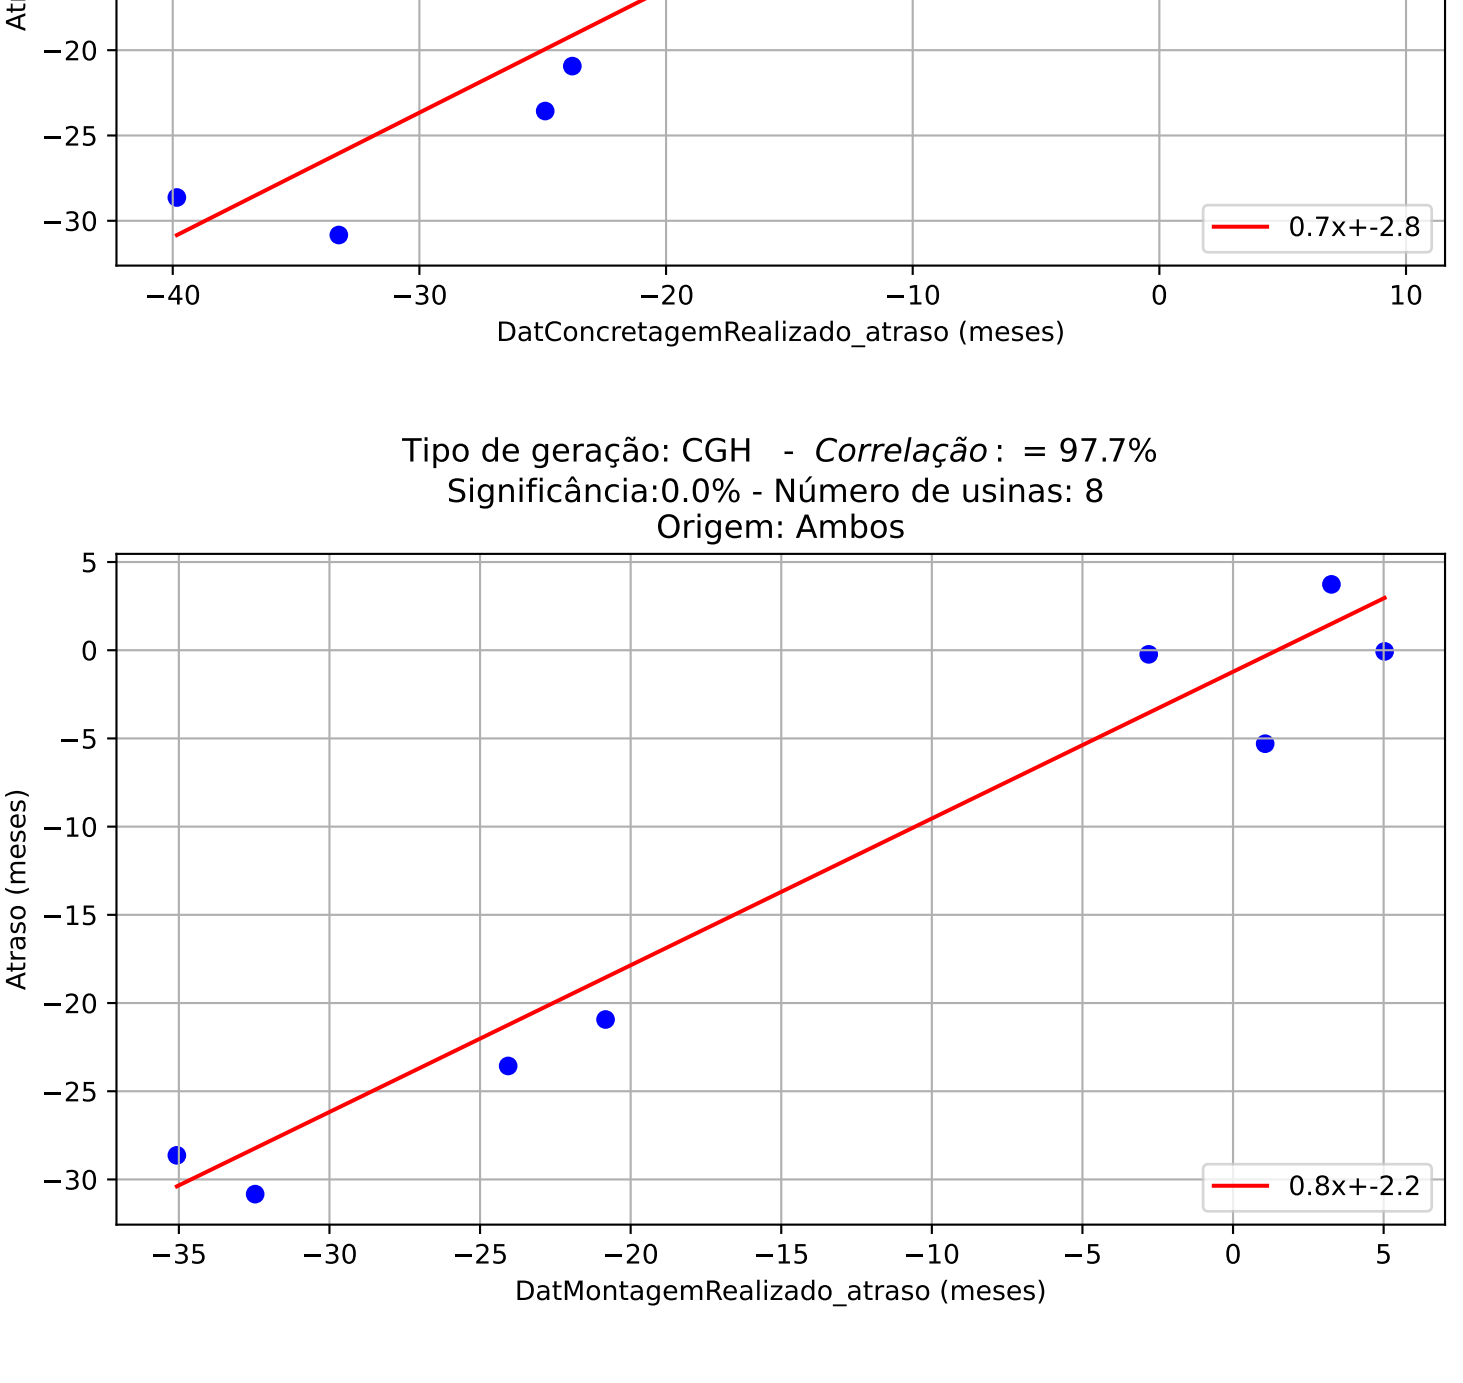 At
−20
−25
−30
0.7x+-2.8
−40 −30 −20 −10 0 10
DatConcretagemRealizado_atraso (meses)
Tipo de geração: CGH - Correlação : = 97.7%
Significância:0.0% - Número de usinas: 8
Origem: Ambos
5
0
−5
−10
−15
−20
−25
−30
Atraso (meses)
0.8x+-2.2
−35 −30 −25 −20 −15 −10 −5 0 5
DatMontagemRealizado_atraso (meses)